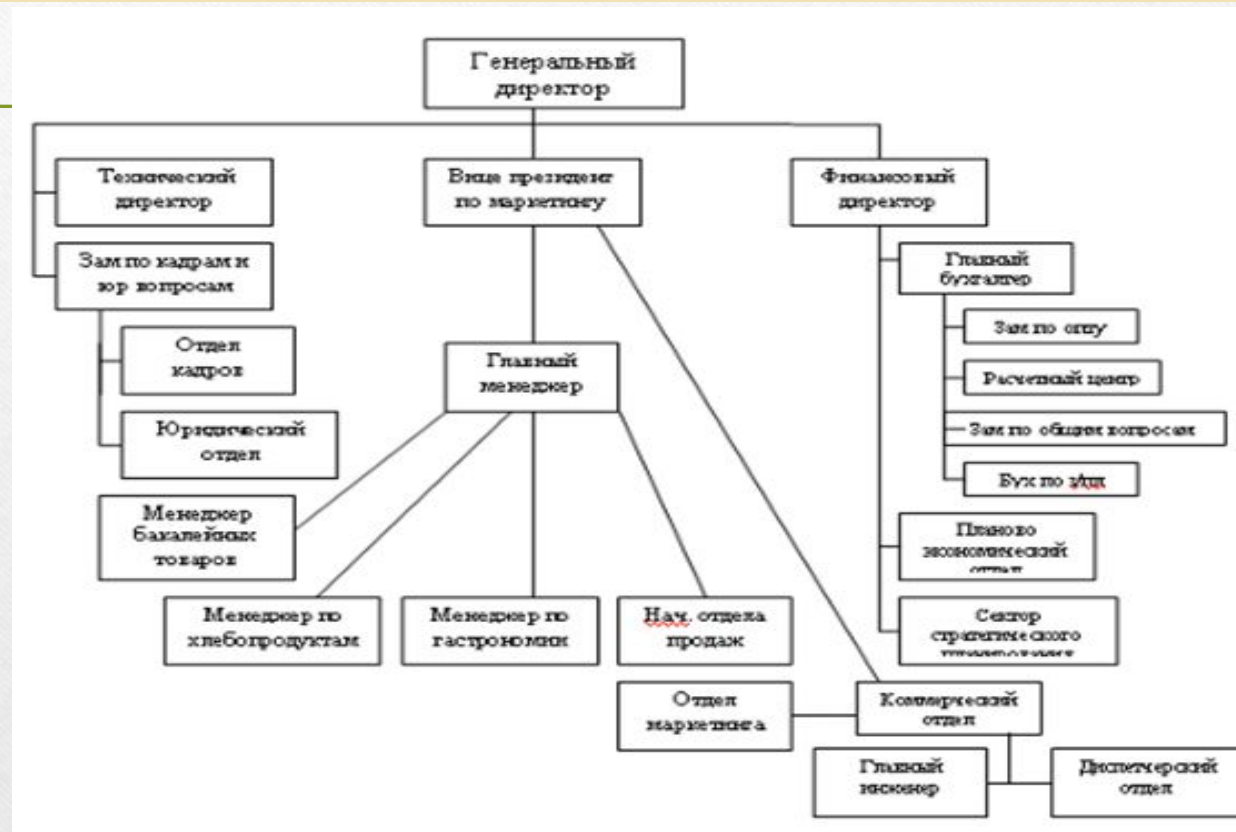 Генеральный
директор
Технический
директор
Вице президент
по маркетингу
Финансовый
директор
Зам по кадрам и
юр вопросам
Главный
бухгалтер
Отдел
кадров
Зам по опту
Главный
менеджер
Расчетный центр
Юридический
отдел
Зам по общим вопросам
Бух по з/пл
Менеджер
бакалейных
товаров
Планово
экономический
отдел
Менеджер по
хлебопродуктам
Менеджер по
гастрономии
Нач. отдела
продаж
Сектор
стратегического
планирования
Отдел
маркетинга
Коммерческий
отдел
Главный
инженер
Диспетчерский
отдел